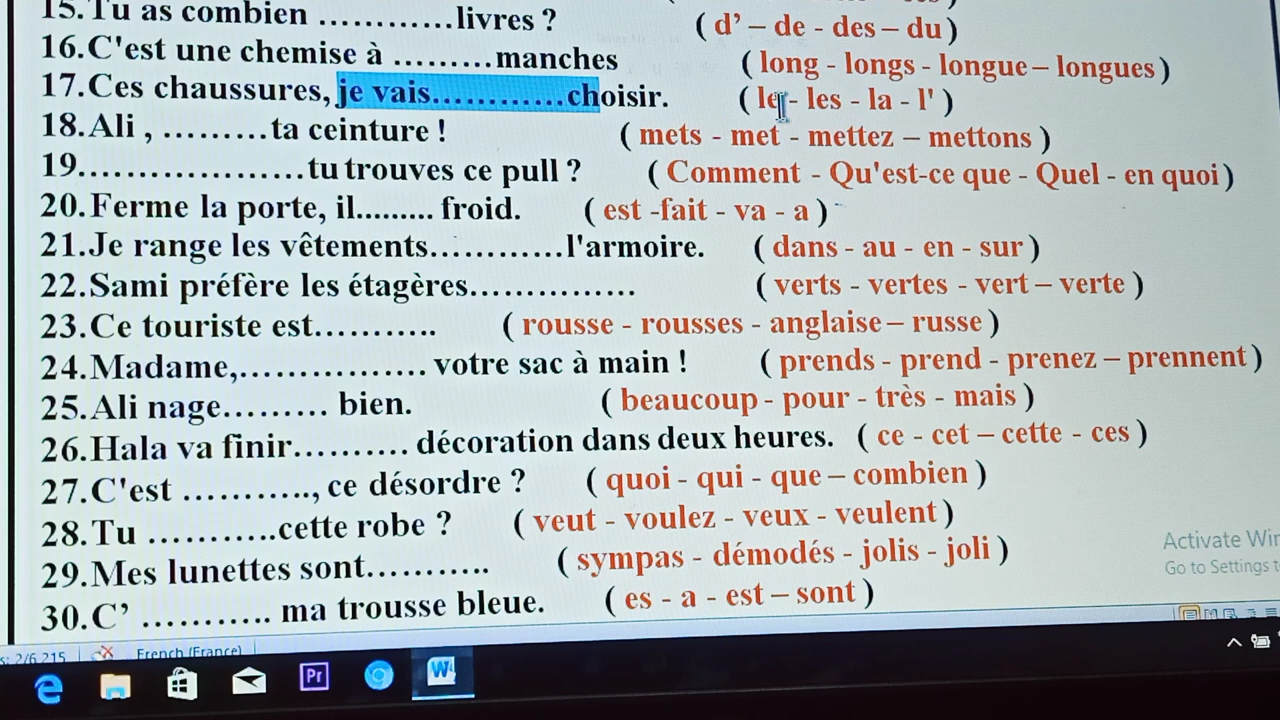 15.Tu as combien …………livres ? ( d’ – de - des – du )
16.C'est une chemise à ………manches ( long - longs - longue – longues )
17.Ces chaussures, je vais…………choisir. ( le - les - la - l' )
18.Ali , ………ta ceinture ! ( mets - met - mettez – mettons )
19.…………………tu trouves ce pull ? ( Comment - Qu'est-ce que - Quel - en quoi )
20.Ferme la porte, il......... froid. ( est -fait - va - a )
21.Je range les vêtements…………l'armoire. ( dans - au - en - sur )
22.Sami préfère les étagères…………… ( verts - vertes - vert – verte )
23.Ce touriste est……….. ( rousse - rousses - anglaise – russe )
24.Madame,……………… votre sac à main ! ( prends - prend - prenez – prennent )
25.Ali nage……… bien. ( beaucoup - pour - très - mais )
26.Hala va finir………. décoration dans deux heures. ( ce - cet – cette - ces )
27.C'est …………., ce désordre ? ( quoi - qui - que – combien )
28.Tu ………..cette robe ? ( veut - voulez - veux - veulent )
29.Mes lunettes sont……….. ( sympas - démodés - jolis - joli )
30.C’ ………… ma trousse bleue. ( es - a - est – sont )
Activate Win
Go to Settings t
s: 2/6 215 French (France)
Pr
W